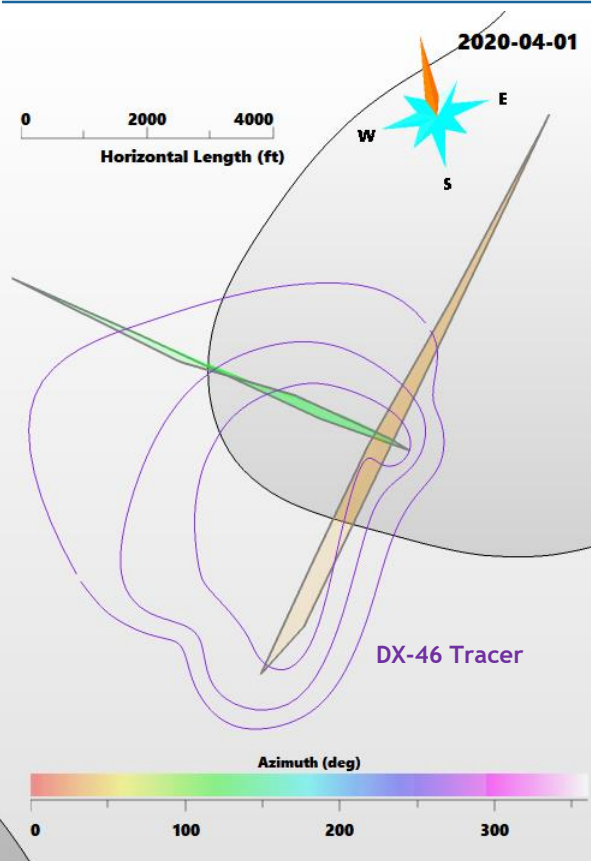 2020-04-01
E
W
S
0 2000 4000
Horizontal Length (ft)
DX-46 Tracer
Azimuth (deg)
0 100 200 300